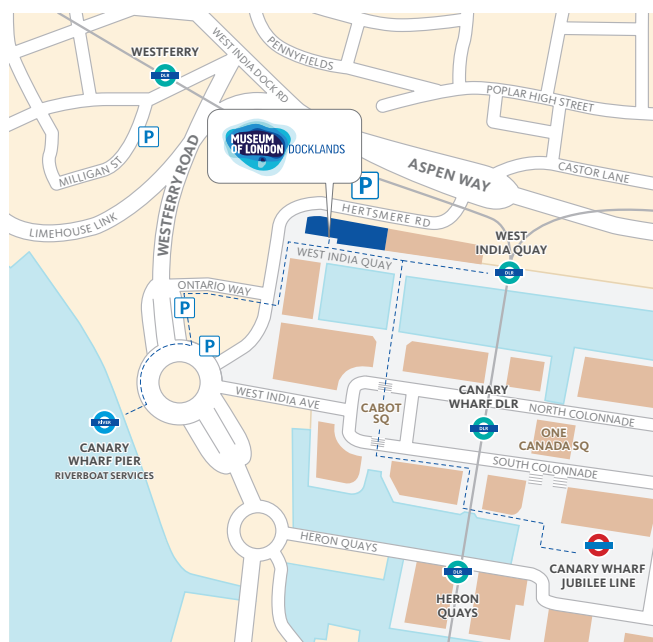 WESTFERRY
DLR
WEST INDIA DOCK RD
PENNYFIELDS
POPLAR HIGH STREET
P
MILLIGAN ST
WESTFERRY ROAD
MUSEUM
OF LONDON DOCKLANDS
ASPEN WAY
CASTOR LANE
P
LIMEHOUSE LINK
HERTSMERE RD
WEST
INDIA QUAY
DLR
WEST INDIA QUAY
ONTARIO WAY
P
P
WEST INDIA AVE
CABOT
SQ
CANARY
WHARF DLR
DLR
NORTH COLONNADE
ONE
CANADA SQ
SOUTH COLONNADE
RIVER
CANARY
WHARF PIER
RIVERBOAT SERVICES
HERON QUAYS
CANARY WHARF
JUBILEE LINE
DLR
HERON
QUAYS